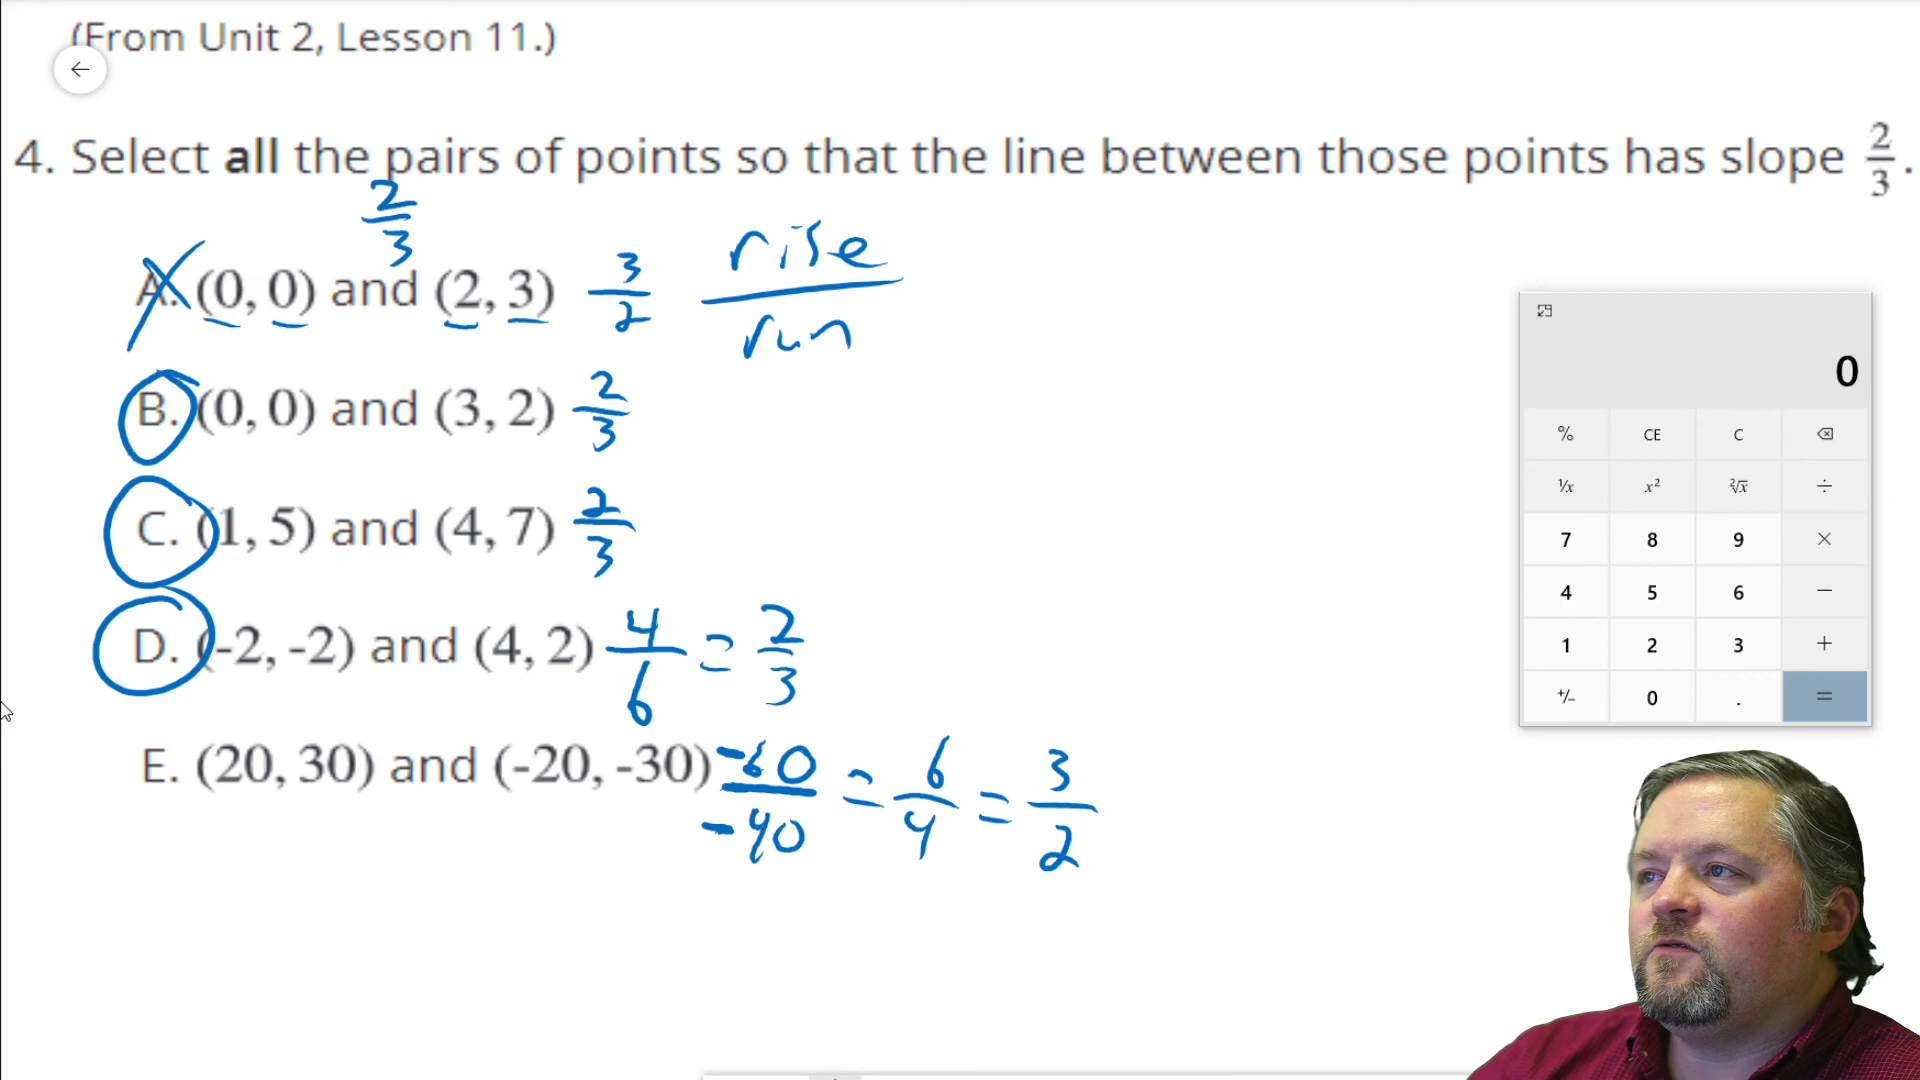 (From Unit 2, Lesson 11.)
4. Select all the pairs of points so that the line between those points has slope 2/3.
2/3
A. (0, 0) and (2, 3) 3/2 rise/run
B. (0, 0) and (3, 2) 2/3
C. (1, 5) and (4, 7) 2/3
D. (-2, -2) and (4, 2) 4/6 = 2/3
E. (20, 30) and (-20, -30) -60/-40 = 6/4 = 3/2
0
% CE C ⌫
1/x x² ²√x ÷
7 8 9 ×
4 5 6 −
1 2 3 +
+/- 0 . =